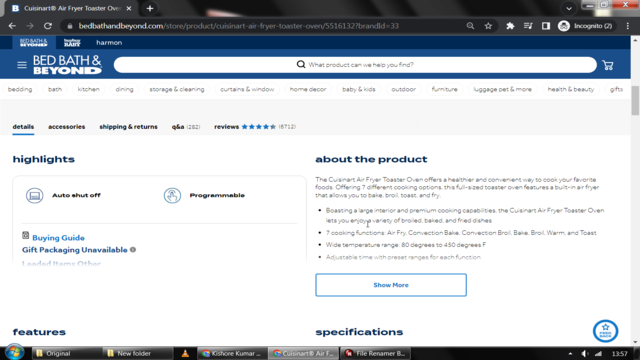 Cuisinart® Air Fryer Toaster Oven
bedbathandbeyond.com/store/product/cuisinart-air-fryer-toaster-oven/5516132?brandId=33
Incognito (2)
BED BATH & BEYOND
buybuy BABY
harmon
BED BATH &
BEYOND
What product can we help you find?
bedding bath kitchen dining storage & cleaning curtains & window home decor baby & kids outdoor furniture luggage pet & more health & beauty gifts
details accessories shipping & returns q&a (282) reviews (6712)
highlights
Auto shut off
Programmable
Buying Guide
Gift Packaging Unavailable
Leaded Items Other
about the product
The Cuisinart Air Fryer Toaster Oven offers a healthier and convenient way to cook your favorite
foods. Offering 7 different cooking options, this full-sized toaster oven features a built-in air fryer
that allows you to bake, broil, toast, and fry.
• Boasting a large interior and premium cooking capabilities, the Cuisinart Air Fryer Toaster Oven
lets you enjoy a variety of broiled, baked, and fried dishes
• 7 cooking functions: Air Fry, Convection Bake, Convection Broil, Bake, Broil, Warm, and Toast
• Wide temperature range: 80 degrees to 450 degrees F
• Adjustable time with preset ranges for each function
Show More
FEED
BACK
features
specifications
Original
New folder
Kishore Kumar ...
Cuisinart® Air F...
File Renamer B...
13:57